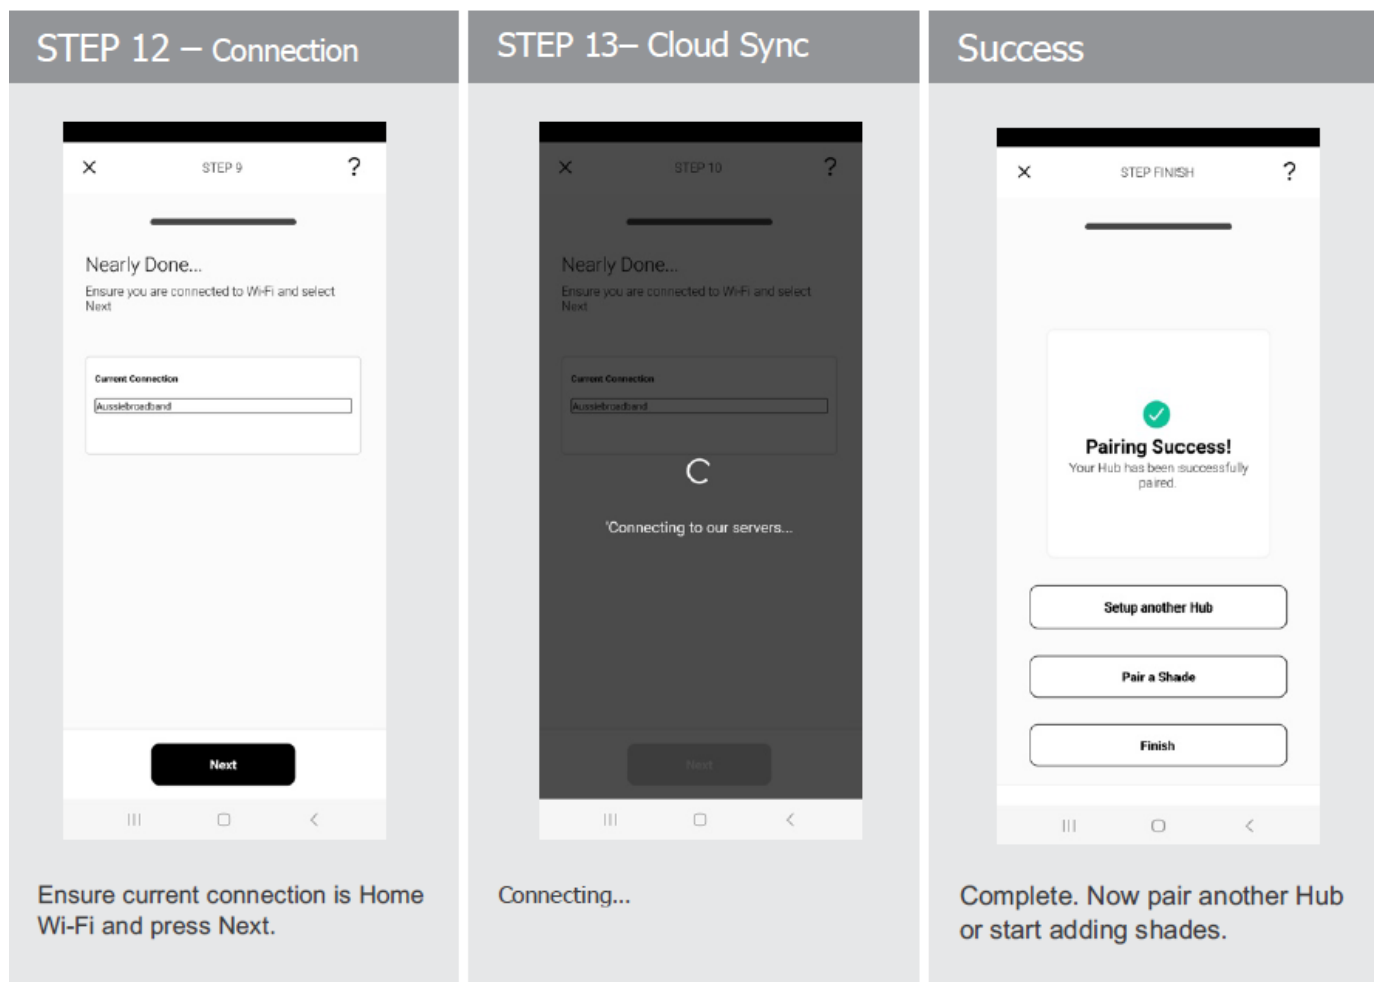 STEP 12 – Connection
STEP 9
?
Nearly Done...
Ensure you are connected to Wi-Fi and select
Next
Current Connection
Aussiebroadband
Next
Ensure current connection is Home
Wi-Fi and press Next.
STEP 13– Cloud Sync
STEP 10
?
Nearly Done...
Ensure you are connected to Wi-Fi and select
Next
Current Connection
Aussiebroadband
'Connecting to our servers...
Next
Connecting...
Success
STEP FINISH
?
Pairing Success!
Your Hub has been successfully
paired.
Setup another Hub
Pair a Shade
Finish
Complete. Now pair another Hub
or start adding shades.